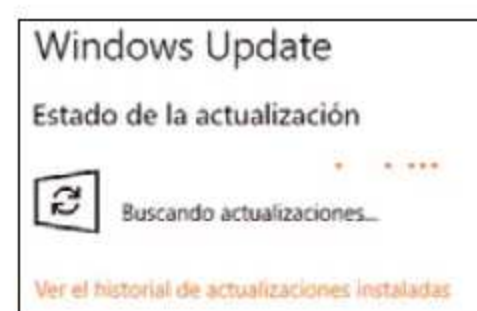 Windows Update
Estado de la actualización
Buscando actualizaciones...
Ver el historial de actualizaciones instaladas